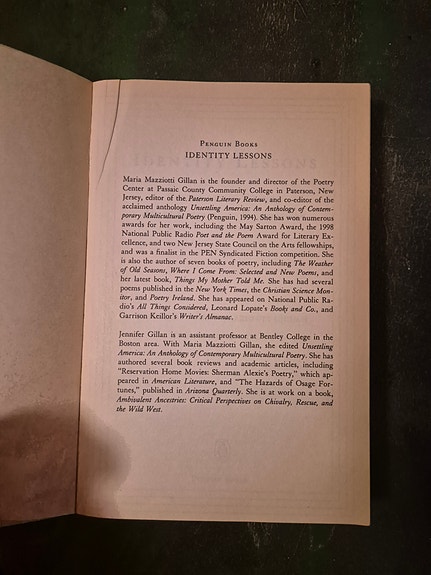 PENGUIN BOOKS
IDENTITY LESSONS
Maria Mazziotti Gillan is the founder and director of the Poetry
Center at Passaic County Community College in Paterson, New
Jersey, editor of the Paterson Literary Review, and co-editor of the
acclaimed anthology Unsettling America: An Anthology of Contem-
porary Multicultural Poetry (Penguin, 1994). She has won numerous
awards for her work, including the May Sarton Award, the 1998
National Public Radio Poet and the Poem Award for Literary Ex-
cellence, and two New Jersey State Council on the Arts fellowships,
and was a finalist in the PEN Syndicated Fiction competition. She
is also the author of seven books of poetry, including The Weather
of Old Seasons, Where I Come From: Selected and New Poems, and
her latest book, Things My Mother Told Me. She has had several
poems published in the New York Times, the Christian Science Mon-
itor, and Poetry Ireland. She has appeared on National Public Ra-
dio's All Things Considered, Leonard Lopate's Books and Co., and
Garrison Keillor's Writer's Almanac.
Jennifer Gillan is an assistant professor at Bentley College in the
Boston area. With Maria Mazziotti Gillan, she edited Unsettling
America: An Anthology of Contemporary Multicultural Poetry. She has
authored several book reviews and academic articles, including
"Reservation Home Movies: Sherman Alexie's Poetry," which ap-
peared in American Literature, and "The Hazards of Osage For-
tunes," published in Arizona Quarterly. She is at work on a book,
Ambivalent Ancestries: Critical Perspectives on Chivalry, Rescue, and
the Wild West.